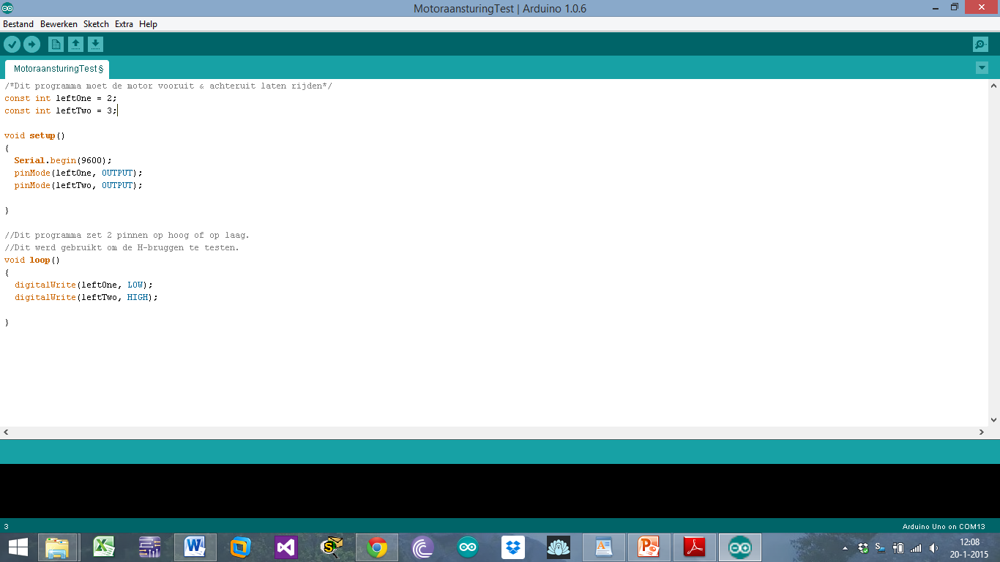 MotoraansturingTest | Arduino 1.0.6
Bestand Bewerken Sketch Extra Help
MotoraansturingTest §
/*Dit programma moet de motor vooruit & achteruit laten rijden*/
const int leftOne = 2;
const int leftTwo = 3;
void setup()
{
Serial.begin(9600);
pinMode(leftOne, OUTPUT);
pinMode(leftTwo, OUTPUT);
}
//Dit programma zet 2 pinnen op hoog of op laag.
//Dit werd gebruikt om de H-bruggen te testen.
void loop()
{
digitalWrite(leftOne, LOW);
digitalWrite(leftTwo, HIGH);
}
3
Arduino Uno on COM13
12:08
20-1-2015